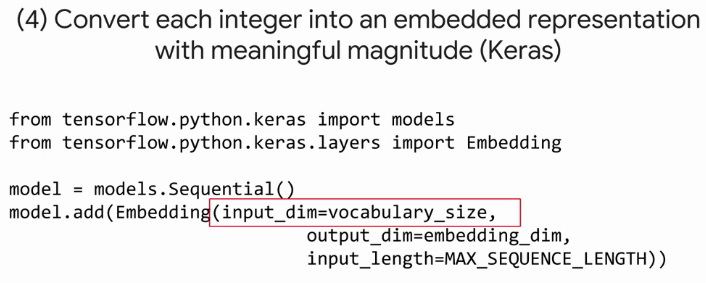 (4) Convert each integer into an embedded representation
with meaningful magnitude (Keras)
from tensorflow.python.keras import models
from tensorflow.python.keras.layers import Embedding
model = models.Sequential()
model.add(Embedding(input_dim=vocabulary_size,
output_dim=embedding_dim,
input_length=MAX_SEQUENCE_LENGTH))